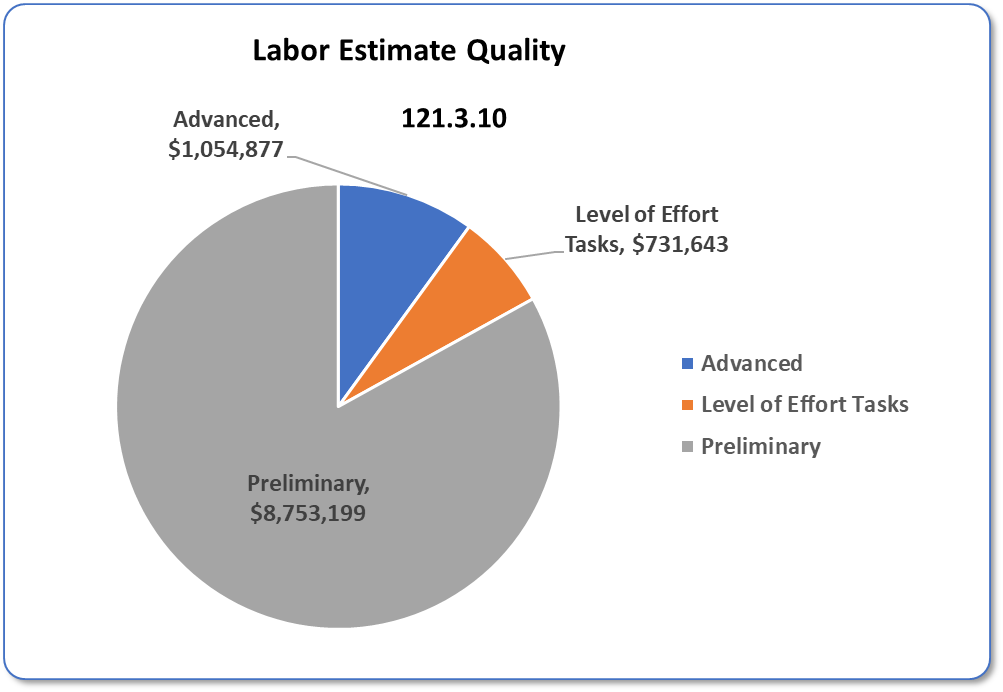 Labor Estimate Quality
121.3.10
Advanced,
$1,054,877
Level of Effort
Tasks, $731,643
Preliminary,
$8,753,199
Advanced
Level of Effort Tasks
Preliminary